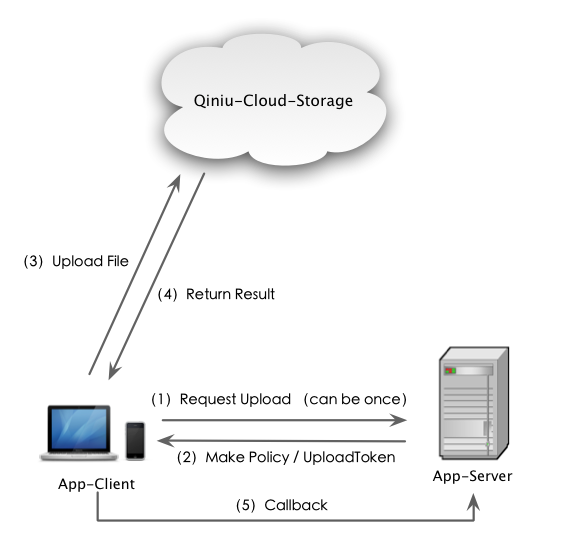 Qiniu-Cloud-Storage
(3) Upload File
(4) Return Result
(1) Request Upload (can be once)
(2) Make Policy / UploadToken
App-Client
App-Server
(5) Callback